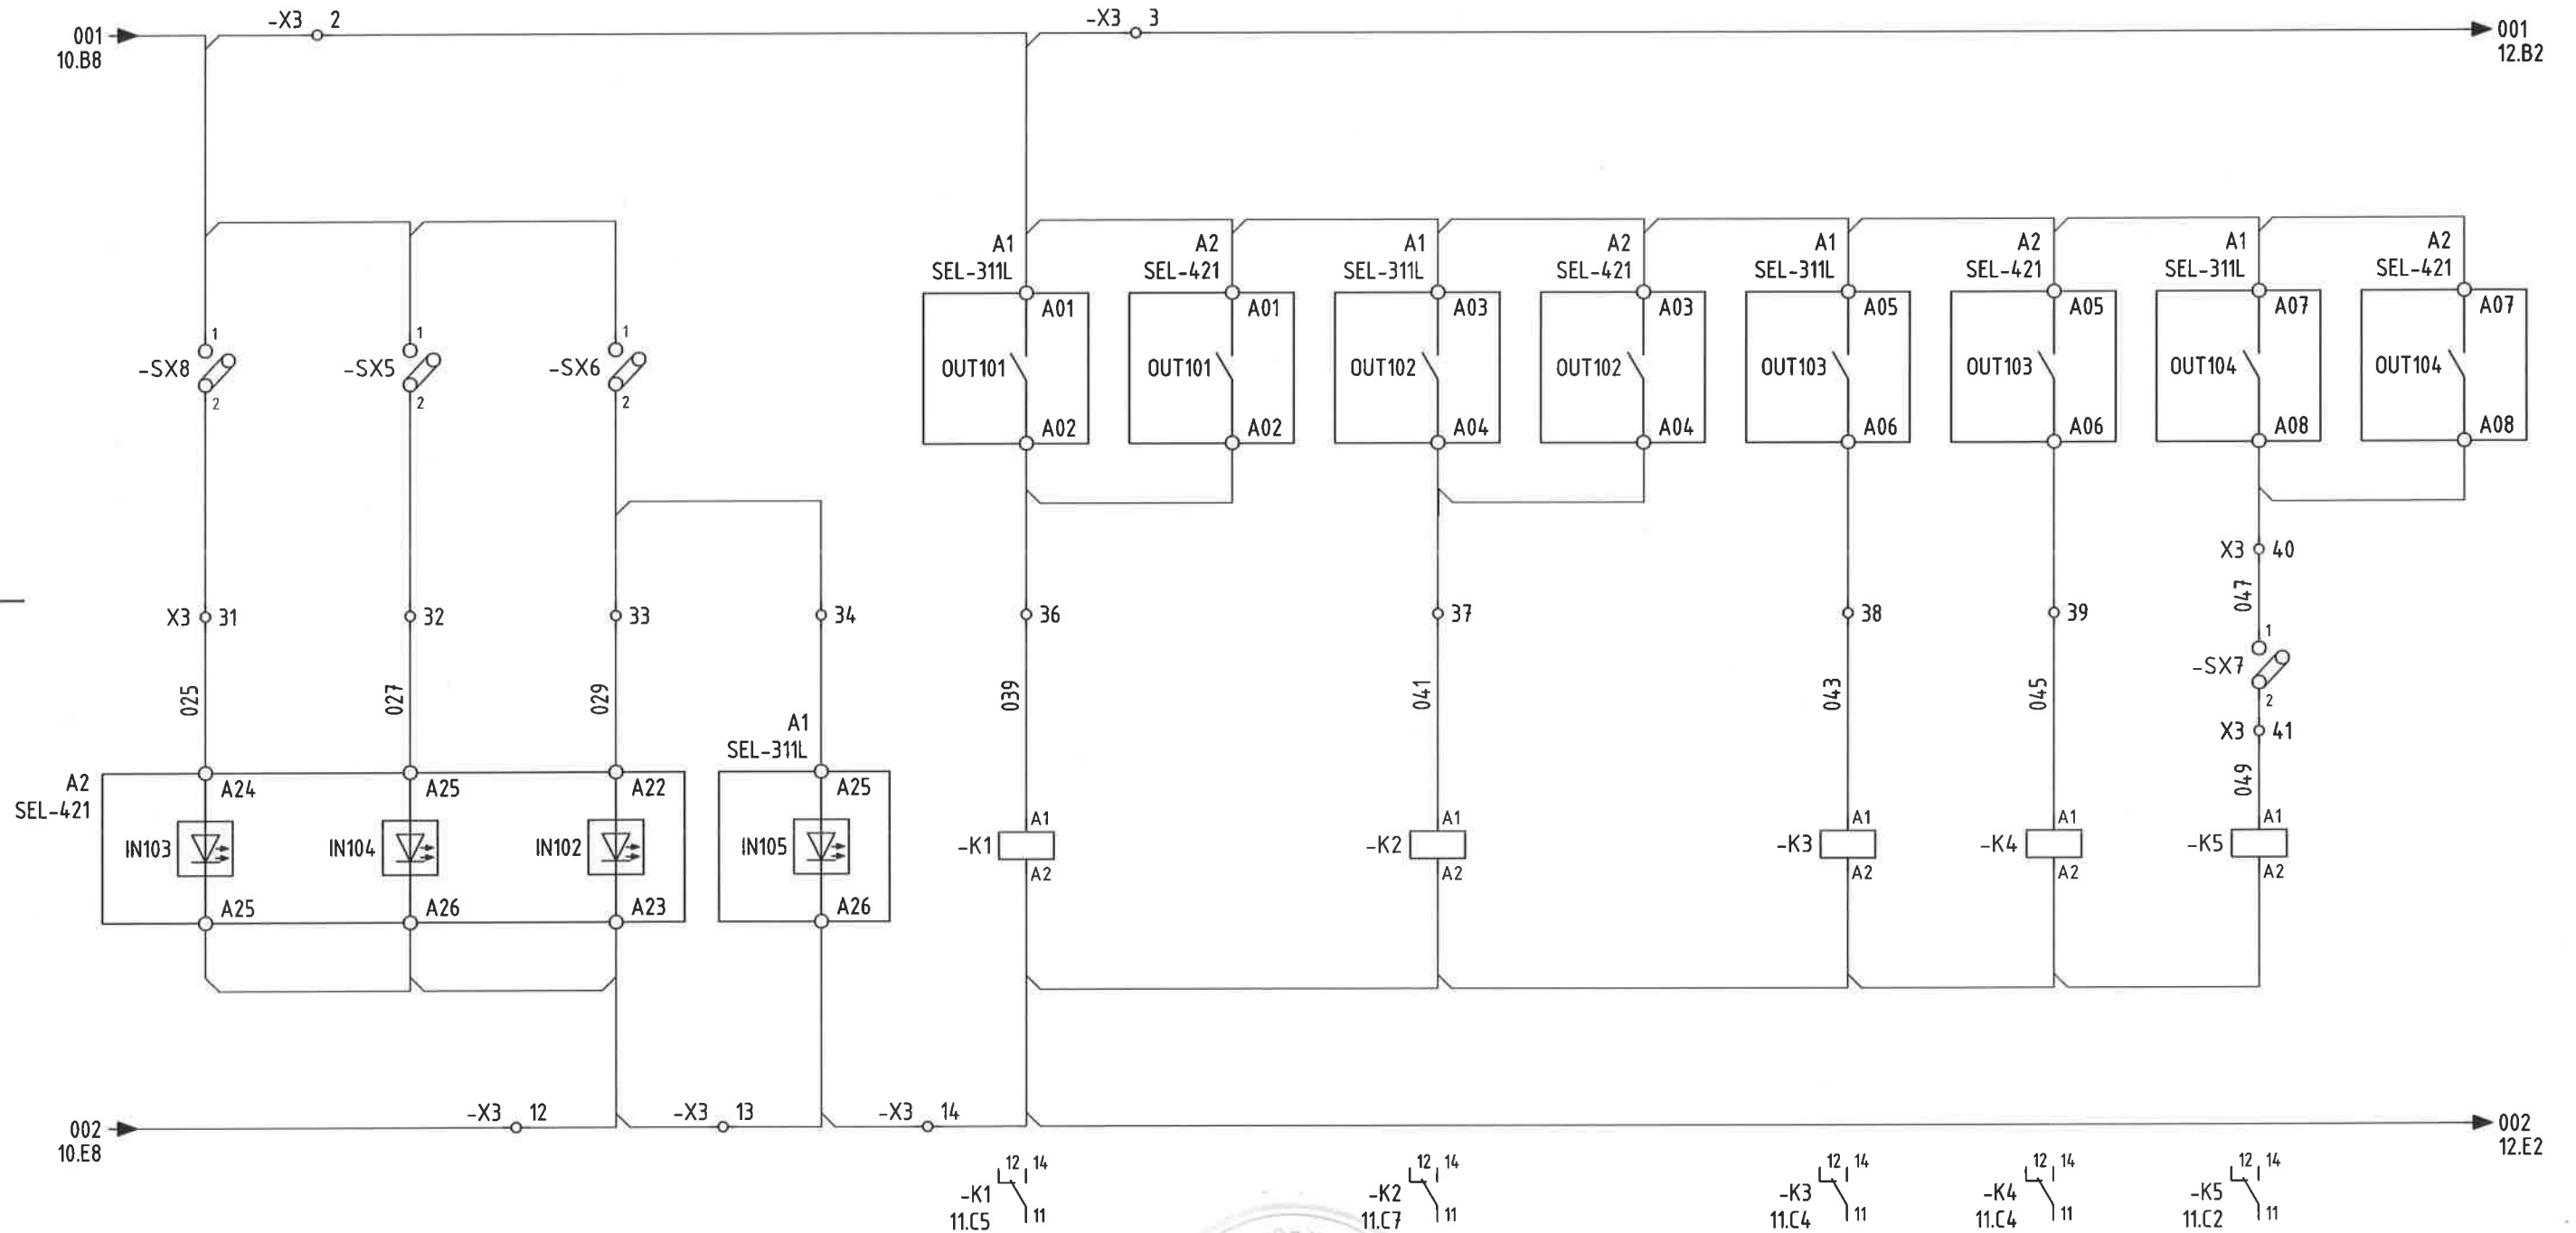 -X3 2
-X3 3
001
10.B8
001
12.B2
A1
SEL-311L
A2
SEL-421
A1
SEL-311L
A2
SEL-421
A1
SEL-311L
A2
SEL-421
A1
SEL-311L
A2
SEL-421
A01
A01
A03
A03
A05
A05
A07
A07
1
-SX8
2
1
-SX5
2
1
-SX6
2
OUT101
OUT101
OUT102
OUT102
OUT103
OUT103
OUT104
OUT104
A02
A02
A04
A04
A06
A06
A08
A08
X3 40
047
X3 31
32
33
34
36
37
38
39
1
-SX7
2
025
027
029
039
041
043
045
X3 41
049
A1
SEL-311L
A2
SEL-421
A24
A25
A22
A25
IN103
IN104
IN102
IN105
A25
A26
A23
A26
A1
-K1
A2
A1
-K2
A2
A1
-K3
A2
A1
-K4
A2
A1
-K5
A2
-X3 12
-X3 13
-X3 14
002
10.E8
002
12.E2
12 14
-K1
11.C5
11
12 14
-K2
11.C7
11
12 14
-K3
11.C4
11
12 14
-K4
11.C4
11
12 14
-K5
11.C2
11